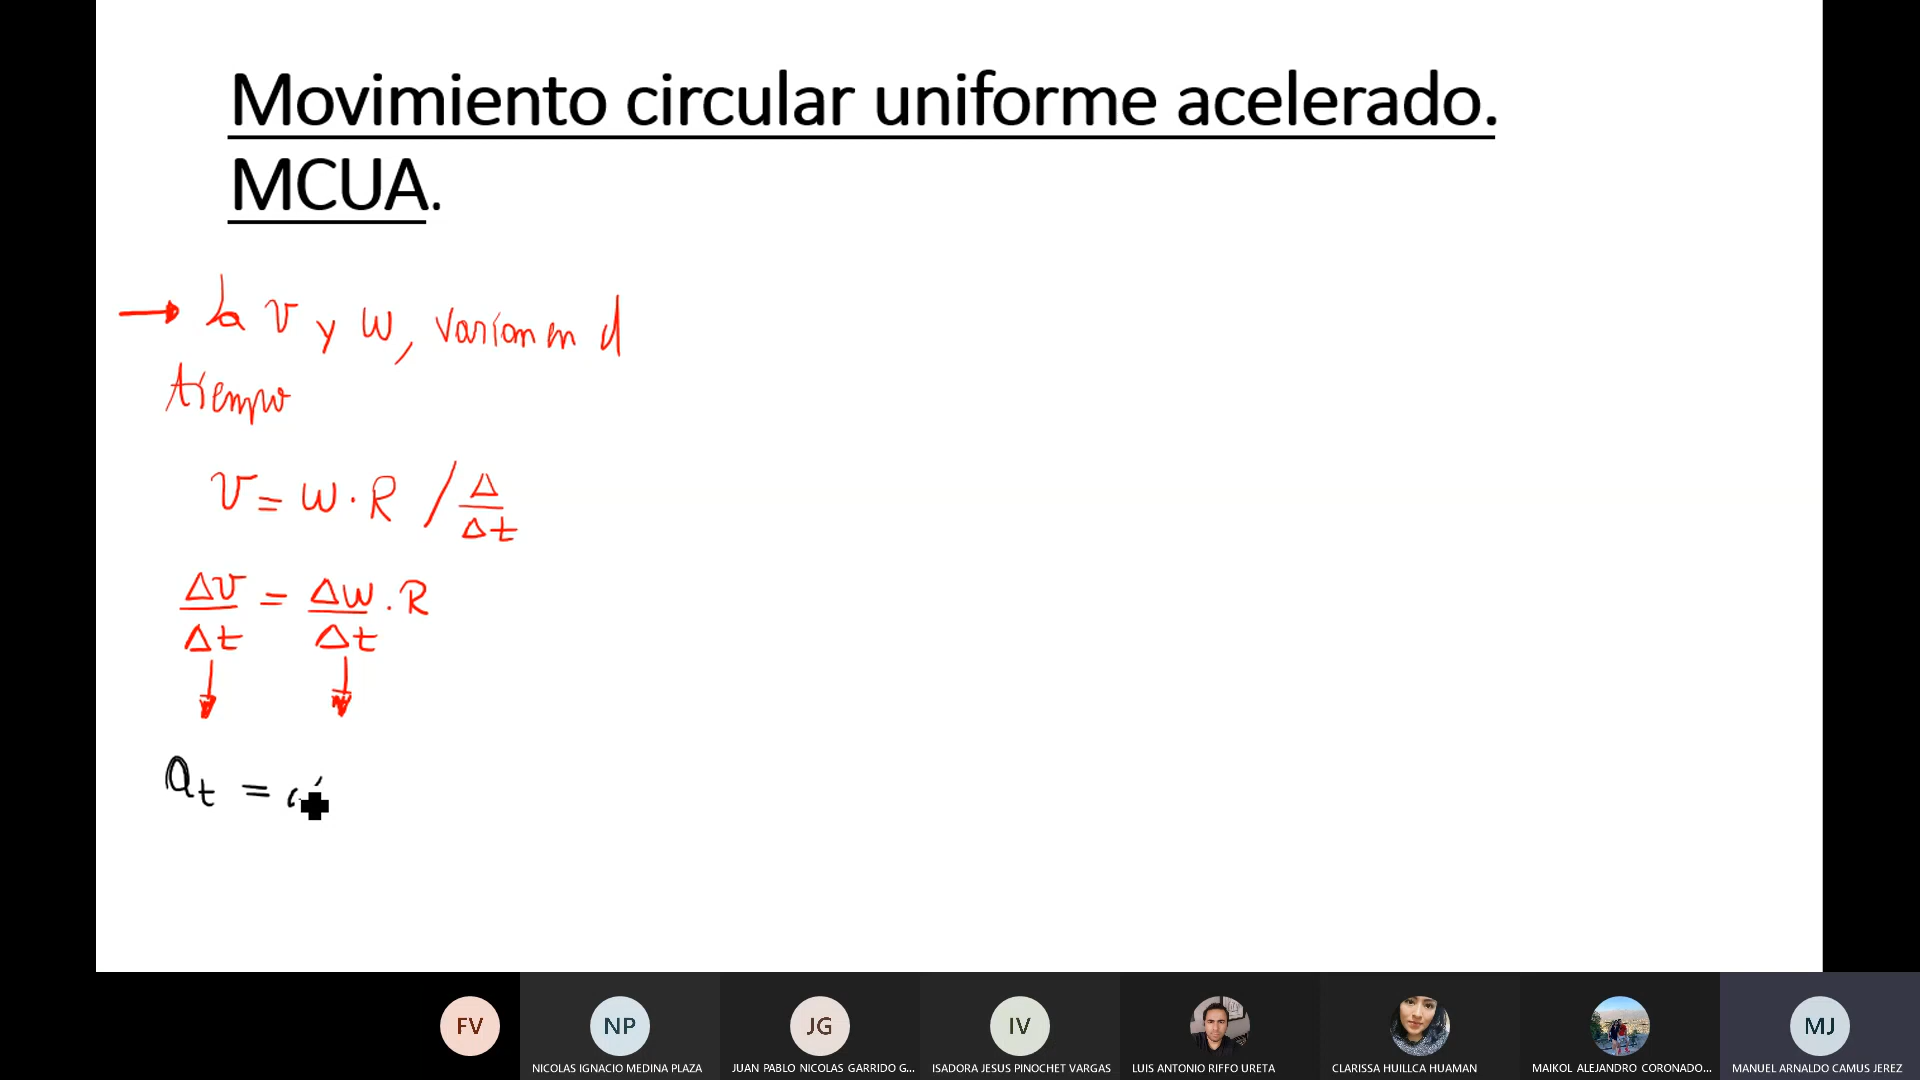 Movimiento circular uniforme acelerado.
MCUA.
→ La v y w, varían en el
tiempo
v = w · R / Δ/Δt
Δv/Δt = Δw/Δt · R
↓ ↓
a_t =
FV NP JG IV MJ
NICOLAS IGNACIO MEDINA PLAZA
JUAN PABLO NICOLAS GARRIDO G...
ISADORA JESUS PINOCHET VARGAS
LUIS ANTONIO RIFFO URETA
CLARISSA HUILLCA HUAMAN
MAIKOL ALEJANDRO CORONADO...
MANUEL ARNALDO CAMUS JEREZ